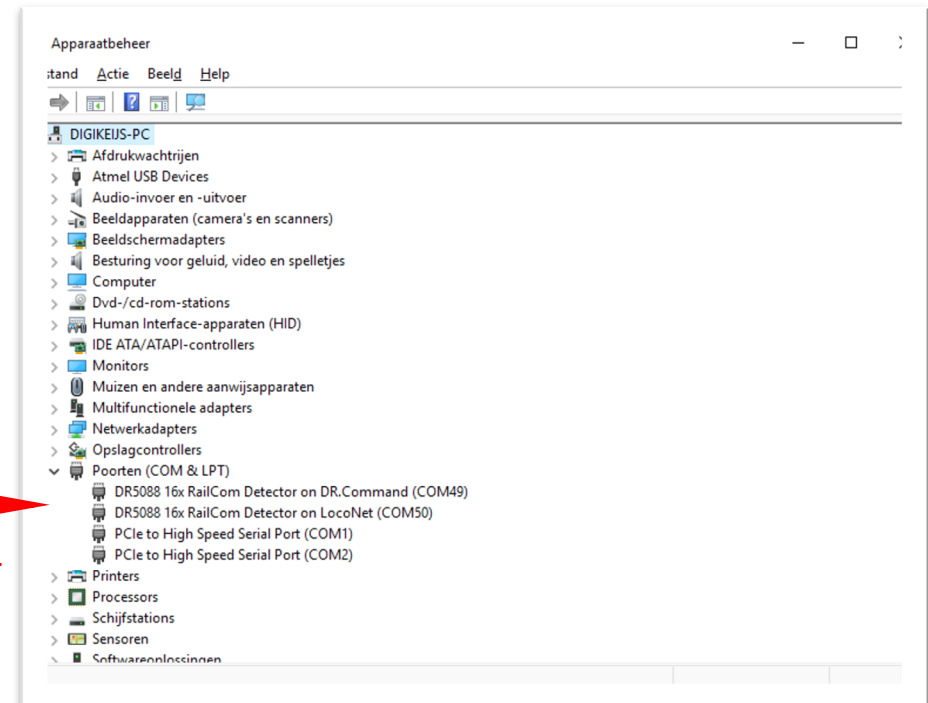 Apparaatbeheer
stand Actie Beeld Help
DIGIKEIJS-PC
Afdrukwachtrijen
Atmel USB Devices
Audio-invoer en -uitvoer
Beeldapparaten (camera's en scanners)
Beeldschermadapters
Besturing voor geluid, video en spelletjes
Computer
Dvd-/cd-rom-stations
Human Interface-apparaten (HID)
IDE ATA/ATAPI-controllers
Monitors
Muizen en andere aanwijsapparaten
Multifunctionele adapters
Netwerkadapters
Opslagcontrollers
Poorten (COM & LPT)
DR5088 16x RailCom Detector on DR.Command (COM49)
DR5088 16x RailCom Detector on LocoNet (COM50)
PCIe to High Speed Serial Port (COM1)
PCIe to High Speed Serial Port (COM2)
Printers
Processors
Schijfstations
Sensoren
Softwareoplossingen